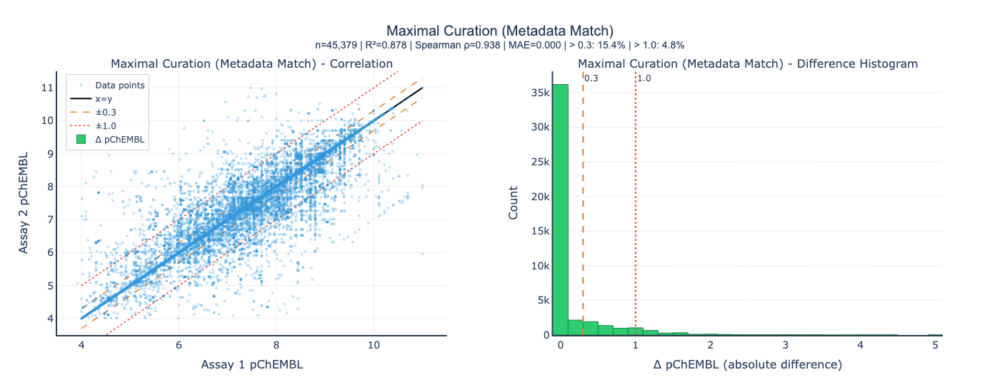 Maximal Curation (Metadata Match)
n=45,379 | R²=0.878 | Spearman ρ=0.938 | MAE=0.000 | > 0.3: 15.4% | > 1.0: 4.8%
Maximal Curation (Metadata Match) - Correlation
Data points
x=y
±0.3
±1.0
Δ pChEMBL
11
10
9
8
7
6
5
4
4
6
8
10
Assay 2 pChEMBL
Assay 1 pChEMBL
Maximal Curation (Metadata Match) - Difference Histogram
0.3
1.0
35k
30k
25k
20k
15k
10k
5k
0
0
1
2
3
4
5
Count
Δ pChEMBL (absolute difference)